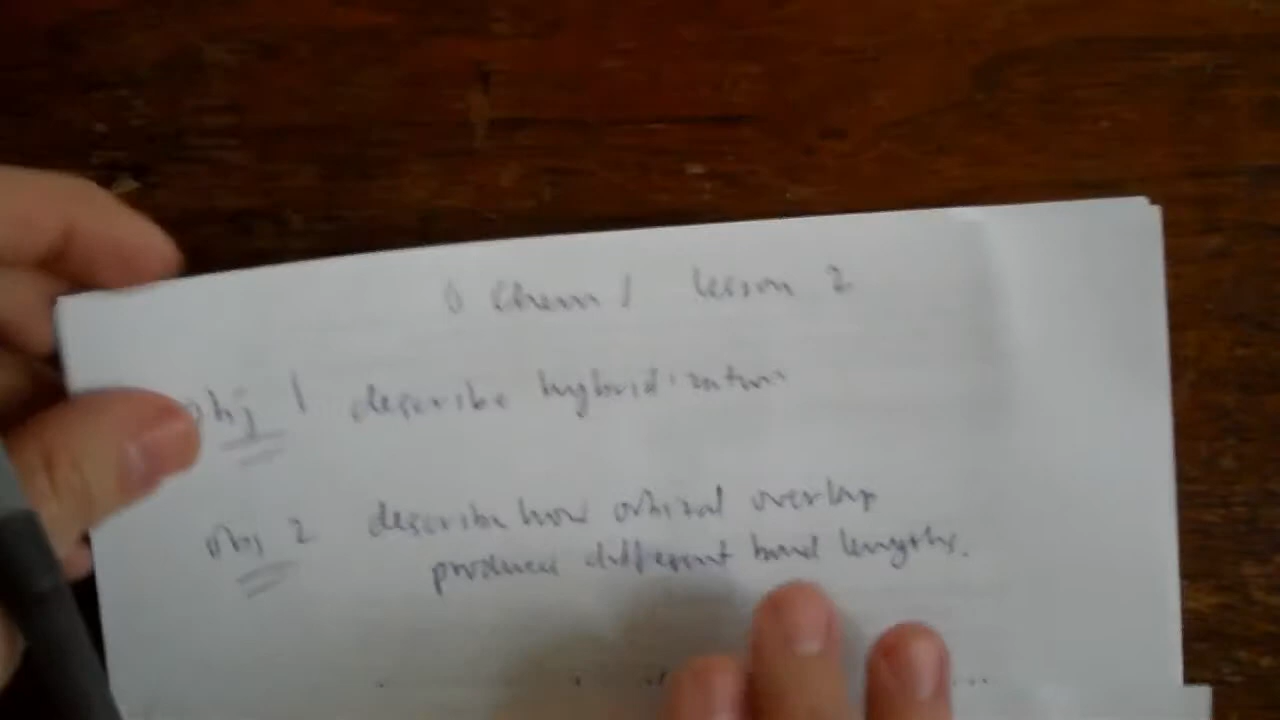 O Chem 1 lesson 2
obj 1 describe hybridization
obj 2 describe how orbital overlap
produces different bond lengths.